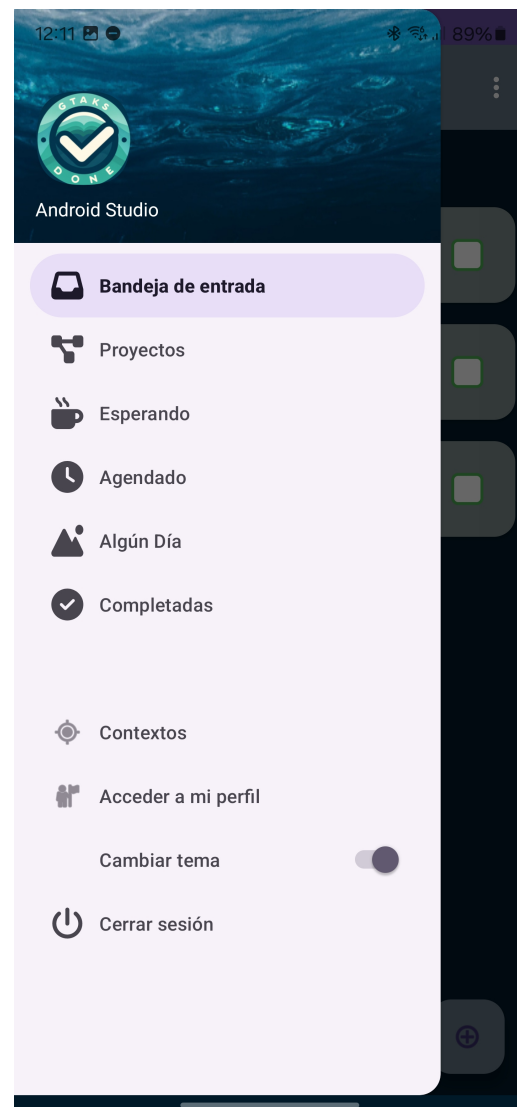 12:11
89%
GTAKS
DONE
Android Studio
Bandeja de entrada
Proyectos
Esperando
Agendado
Algún Día
Completadas
Contextos
Acceder a mi perfil
Cambiar tema
Cerrar sesión